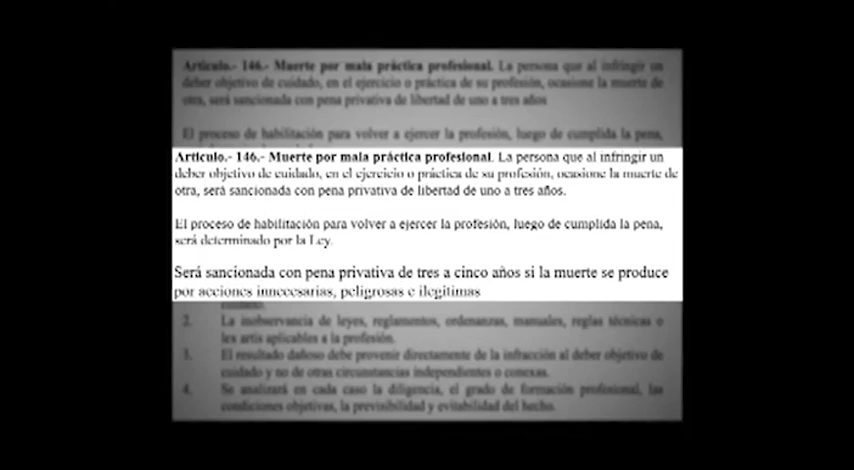 Articulo.- 146.- Muerte por mala práctica profesional. La persona que al infringir un
deber objetivo de cuidado, en el ejercicio o práctica de su profesión, ocasione la muerte de
otra, será sancionada con pena privativa de libertad de uno a tres años
El proceso de habilitación para volver a ejercer la profesión, luego de cumplida la pena,
Articulo.- 146.- Muerte por mala práctica profesional. La persona que al infringir un
deber objetivo de cuidado, en el ejercicio o práctica de su profesión, ocasione la muerte de
otra, será sancionada con pena privativa de libertad de uno a tres años.
El proceso de habilitación para volver a ejercer la profesión, luego de cumplida la pena,
será determinado por la Ley.
Será sancionada con pena privativa de tres a cinco años si la muerte se produce
por acciones innecesarias, peligrosas e ilegítimas
cuidado.
2. La inobservancia de leyes, reglamentos, ordenanzas, manuales, reglas técnicas o
lex artis aplicables a la profesión.
3. El resultado dañoso debe provenir directamente de la infracción al deber objetivo de
cuidado y no de otras circunstancias independientes o conexas.
4. Se analizará en cada caso la diligencia, el grado de formación profesional, las
condiciones objetivas, la previsibilidad y evitabilidad del hecho.